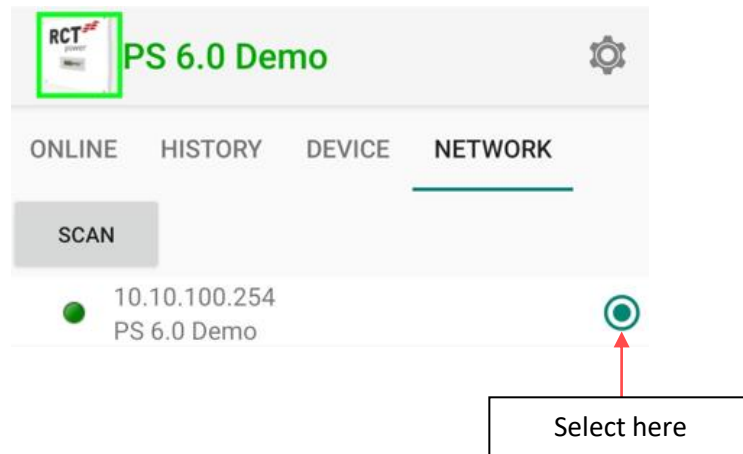 RCT
power
PS 6.0 Demo
ONLINE HISTORY DEVICE NETWORK
SCAN
10.10.100.254
PS 6.0 Demo
Select here